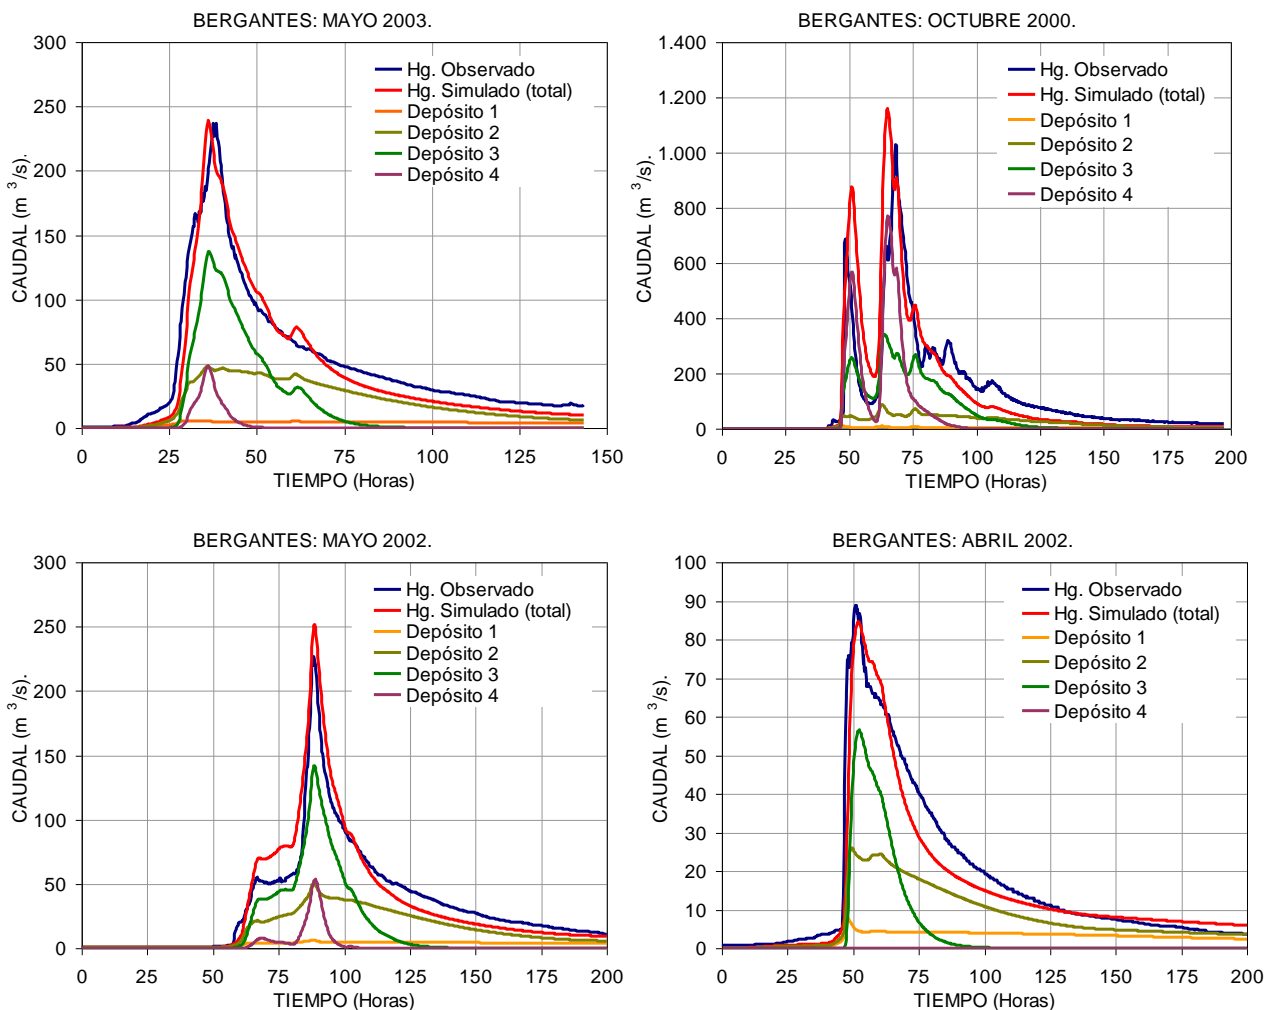 BERGANTES: MAYO 2003.
CAUDAL (m³/s).
300
250
200
150
100
50
0
Hg. Observado
Hg. Simulado (total)
Depósito 1
Depósito 2
Depósito 3
Depósito 4
0 25 50 75 100 125 150
TIEMPO (Horas)
BERGANTES: OCTUBRE 2000.
CAUDAL (m³/s).
1.400
1.200
1.000
800
600
400
200
0
Hg. Observado
Hg. Simulado (total)
Depósito 1
Depósito 2
Depósito 3
Depósito 4
0 25 50 75 100 125 150 175 200
TIEMPO (Horas)
BERGANTES: MAYO 2002.
CAUDAL (m³/s).
300
250
200
150
100
50
0
Hg. Observado
Hg. Simulado (total)
Depósito 1
Depósito 2
Depósito 3
Depósito 4
0 25 50 75 100 125 150 175 200
TIEMPO (Horas)
BERGANTES: ABRIL 2002.
CAUDAL (m³/s).
100
90
80
70
60
50
40
30
20
10
0
Hg. Observado
Hg. Simulado (total)
Depósito 1
Depósito 2
Depósito 3
Depósito 4
0 25 50 75 100 125 150 175 200
TIEMPO (Horas)